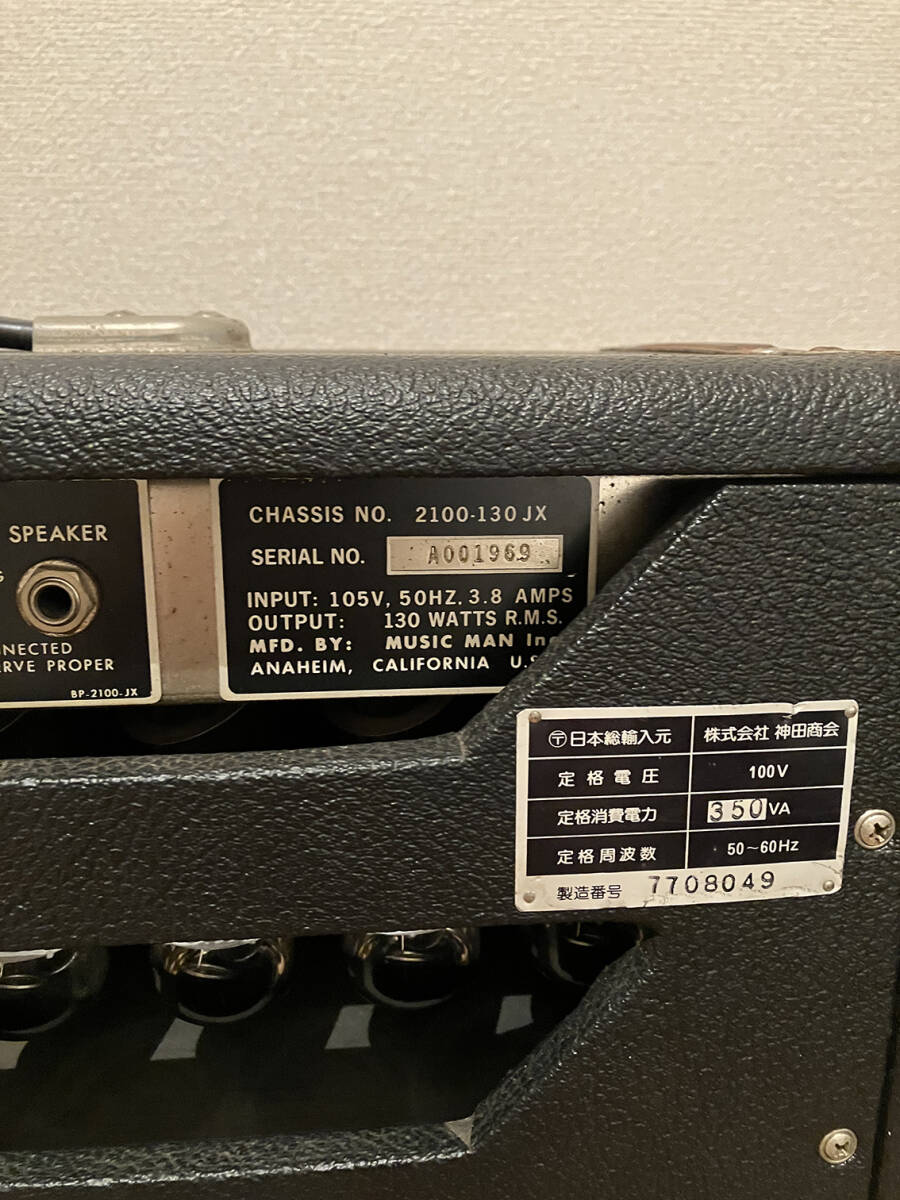 SPEAKER
RVE PROPER
BP-2100-JX
CHASSIS NO. 2100-130 JX
SERIAL NO. A001969
INPUT: 105V, 50HZ. 3.8 AMPS
OUTPUT: 130 WATTS R.M.S.
MFD. BY: MUSIC MAN
ANAHEIM, CALIFORNIA
〒日本総輸入元 株式会社 神田商会
定格電圧 100V
定格消費電力 350VA
定格周波数 50~60Hz
製造番号 7708049